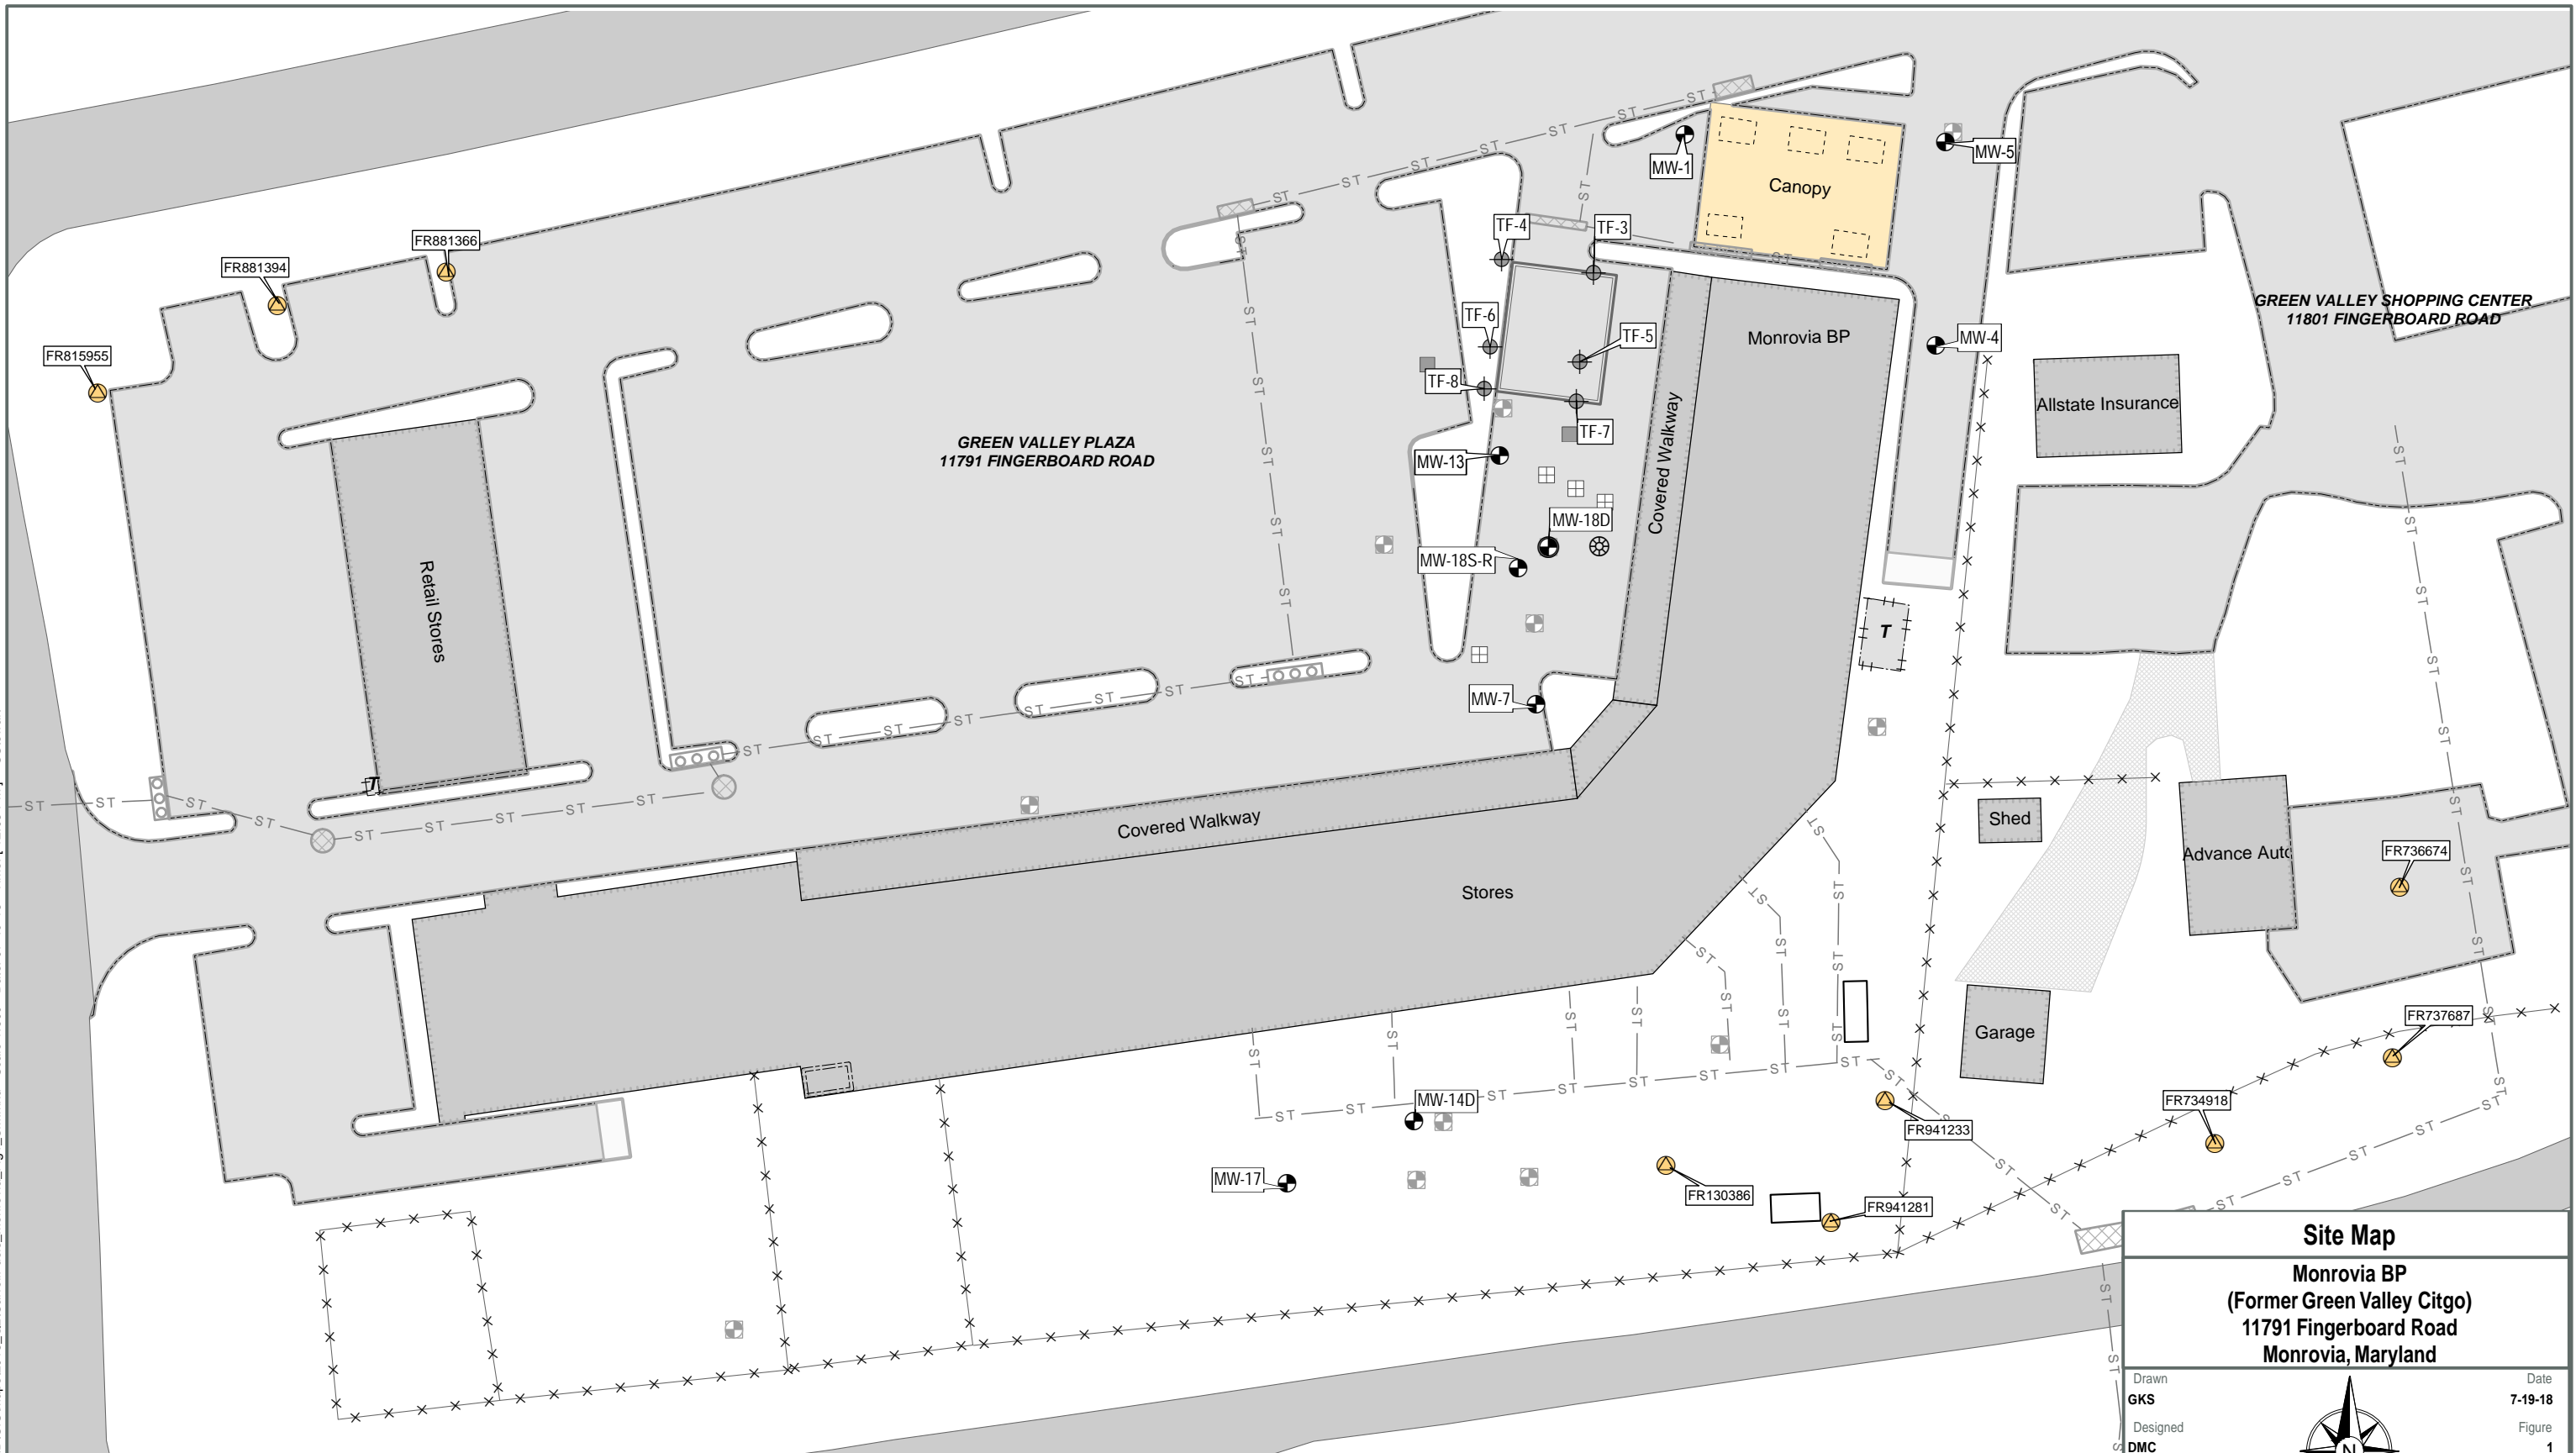 MW-1
MW-5
Canopy
TF-4
TF-3
FR881366
FR881394
GREEN VALLEY SHOPPING CENTER
11801 FINGERBOARD ROAD
TF-6
TF-5
Monrovia BP
MW-4
FR815955
TF-8
Allstate Insurance
GREEN VALLEY PLAZA
11791 FINGERBOARD ROAD
TF-7
MW-13
Covered Walkway
MW-18D
MW-18S-R
Retail Stores
T
MW-7
T
Covered Walkway
Shed
Advance Auto
FR736674
Stores
FR737687
Garage
MW-14D
FR734918
FR941233
MW-17
FR130386
FR941281
ST
Site Map
Monrovia BP
(Former Green Valley Citgo)
11791 Fingerboard Road
Monrovia, Maryland
Drawn
Date
GKS
7-19-18
Designed
Figure
DMC
1
N